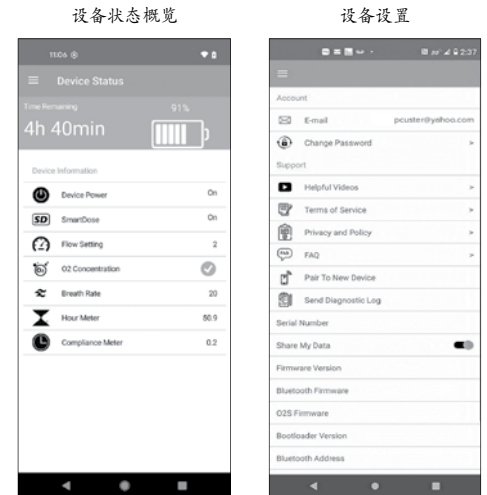 设备状态概览
11:06
Device Status
Time Remaining
91%
4h 40min
Device Information
Device Power On
SD SmartDose On
Flow Setting 2
O2 Concentration
Breath Rate 20
Hour Meter 50.9
Compliance Meter 0.2
设备设置
2:37
Account
E-mail pcuster@yahoo.com
Change Password >
Support
Helpful Videos >
Terms of Service >
Privacy and Policy >
FAQ FAQ >
Pair To New Device
Send Diagnostic Log
Serial Number
Share My Data
Firmware Version
Bluetooth Firmware
O2S Firmware
Bootloader Version
Bluetooth Address